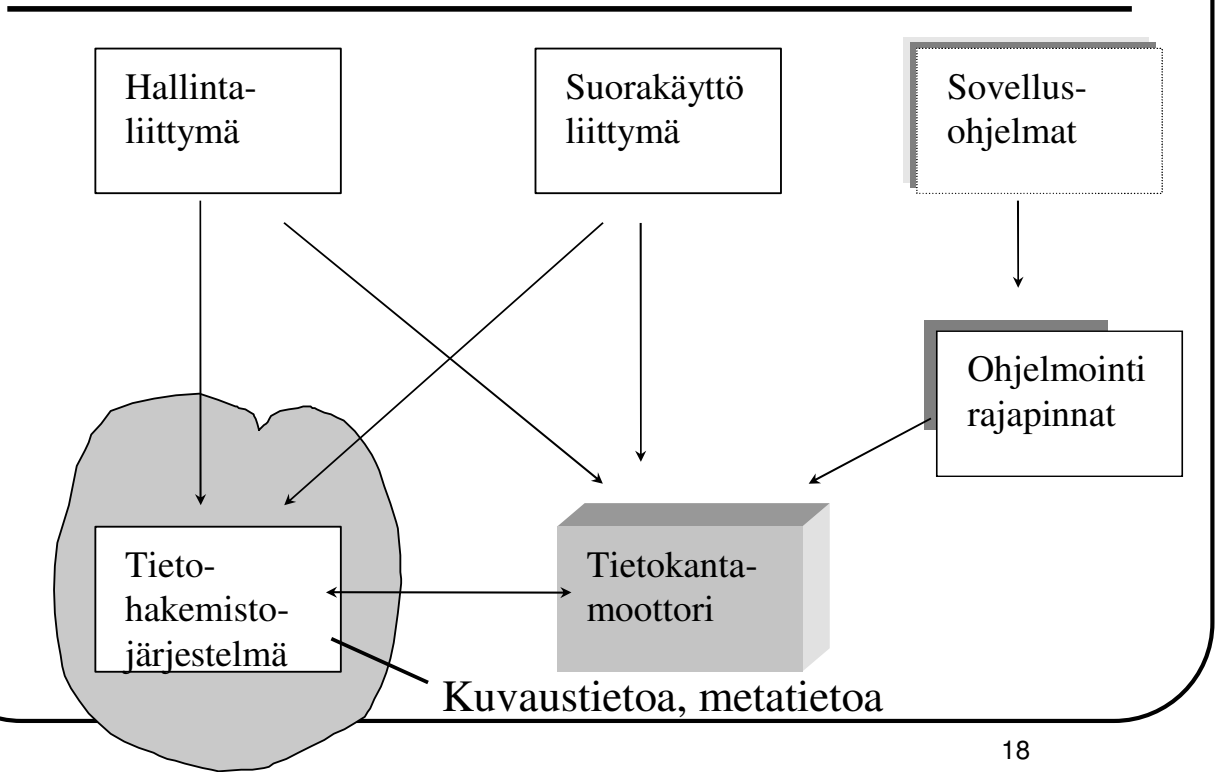 Hallinta-
liittymä
Suorakäyttö
liittymä
Sovellus-
ohjelmat
Ohjelmointi
rajapinnat
Tieto-
hakemisto-
järjestelmä
Tietokanta-
moottori
Kuvaustietoa, metatietoa
18